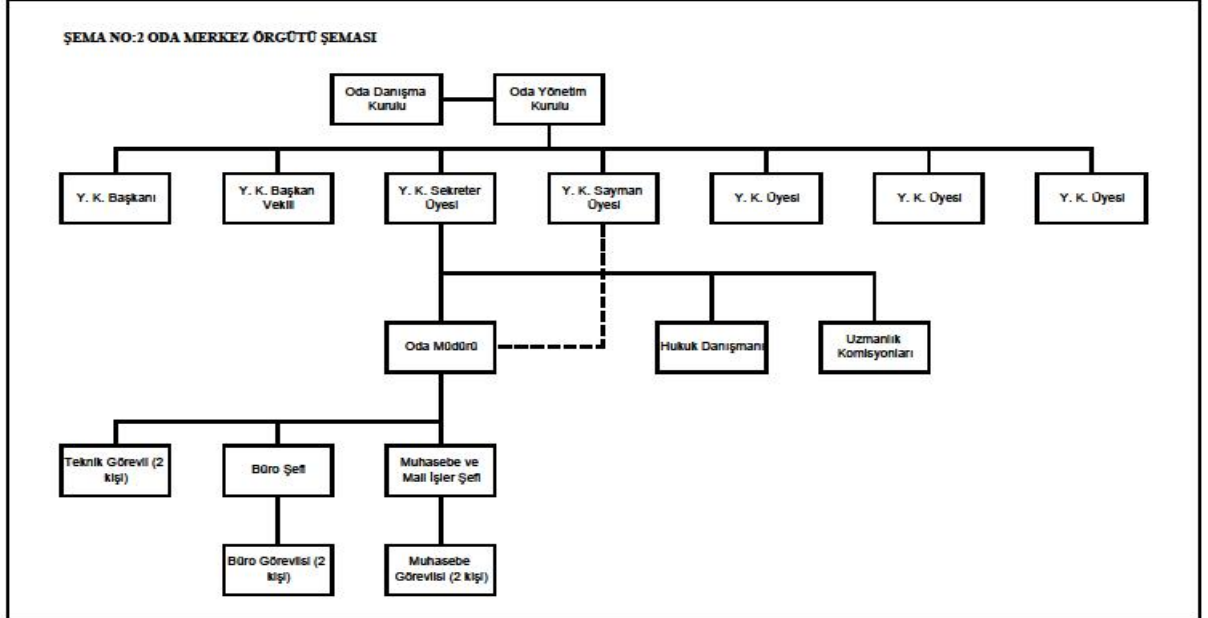 ŞEMA NO:2 ODA MERKEZ ÖRGÜTÜ ŞEMASI
Oda Danışma
Kurulu
Oda Yönetim
Kurulu
Y. K. Başkanı
Y. K. Başkan
Vekili
Y. K. Sekreter
Üyesi
Y. K. Sayman
Üyesi
Y. K. Üyesi
Y. K. Üyesi
Y. K. Üyesi
Oda Müdürü
Hukuk Danışmanı
Uzmanlık
Komisyonları
Teknik Görevli (2
kişi)
Büro Şefi
Muhasebe ve
Mali İşler Şefi
Büro Görevlisi (2
kişi)
Muhasebe
Görevlisi (2 kişi)